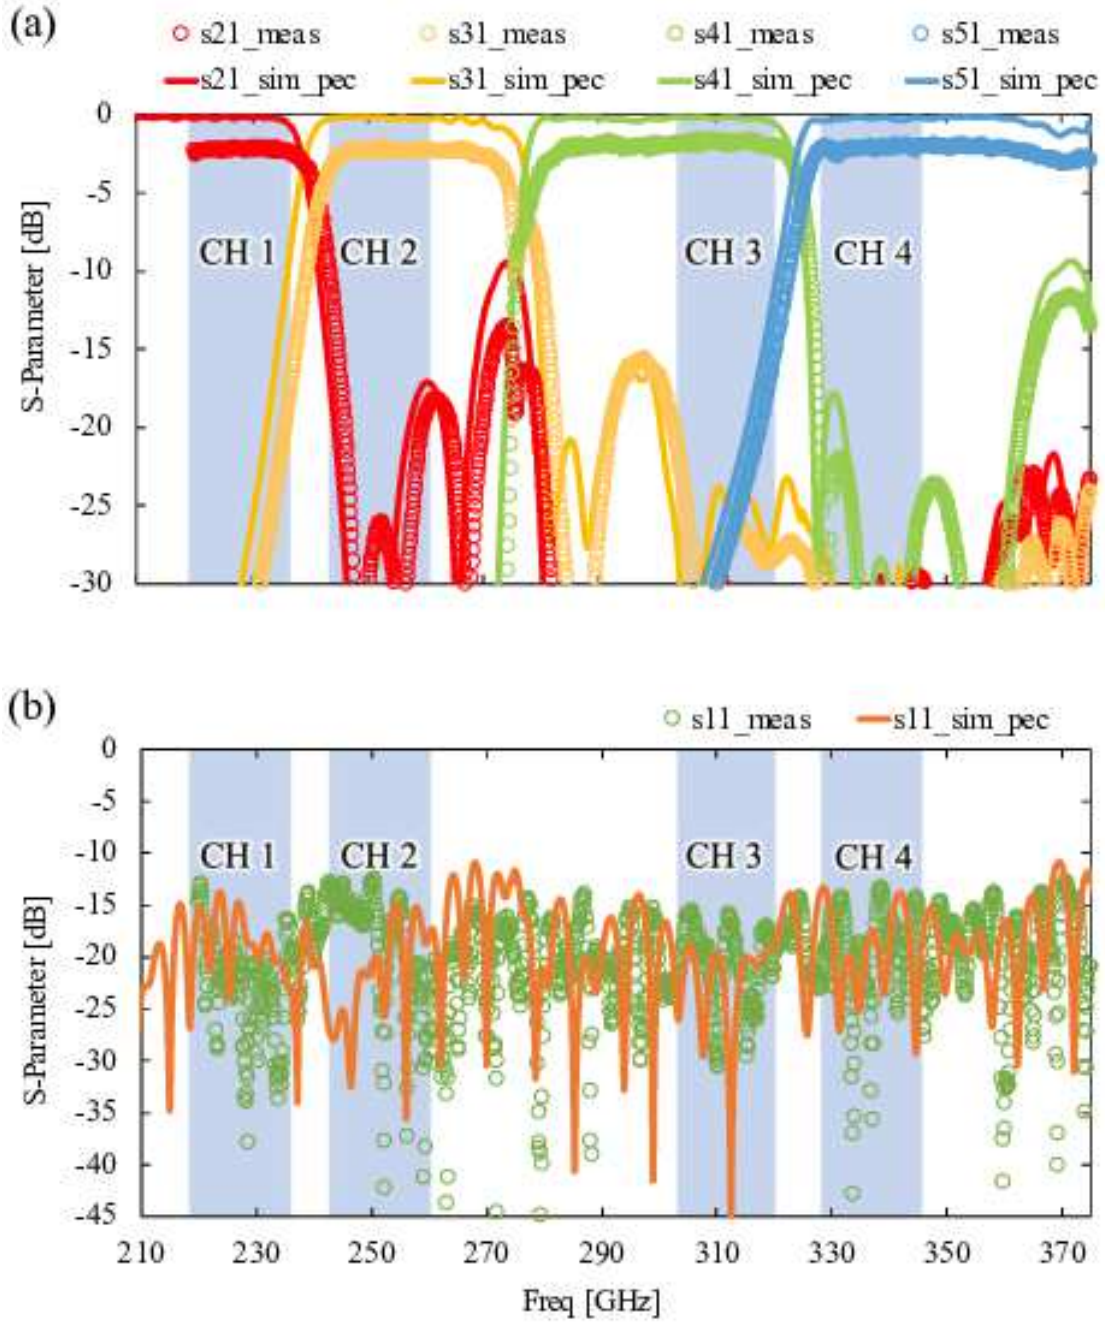 (a)
s21_meas s31_meas s41_meas s51_meas
s21_sim_pec s31_sim_pec s41_sim_pec s51_sim_pec
0
-5
CH 1 CH 2 CH 3 CH 4
-10
S-Parameter [dB]
-15
-20
-25
-30
(b)
s11_meas s11_sim_pec
0
-5
-10
CH 1 CH 2 CH 3 CH 4
-15
S-Parameter [dB]
-20
-25
-30
-35
-40
-45
210 230 250 270 290 310 330 350 370
Freq [GHz]